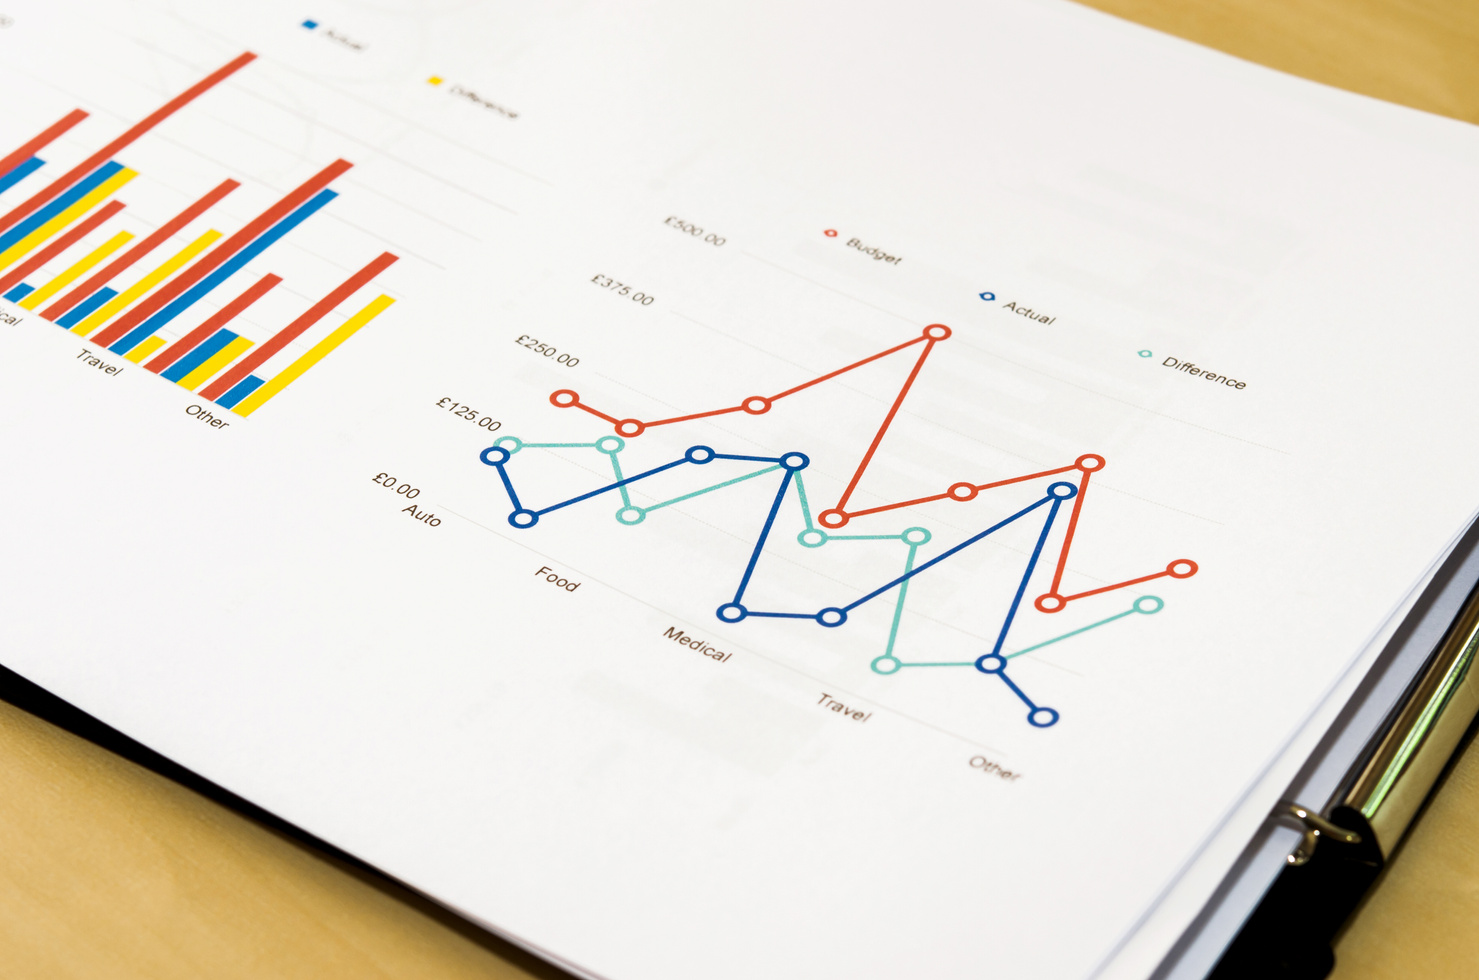 Actual
Difference
ical
Travel
Other
£500.00
£375.00
£250.00
£125.00
£0.00
Budget
Actual
Difference
Auto
Food
Medical
Travel
Other